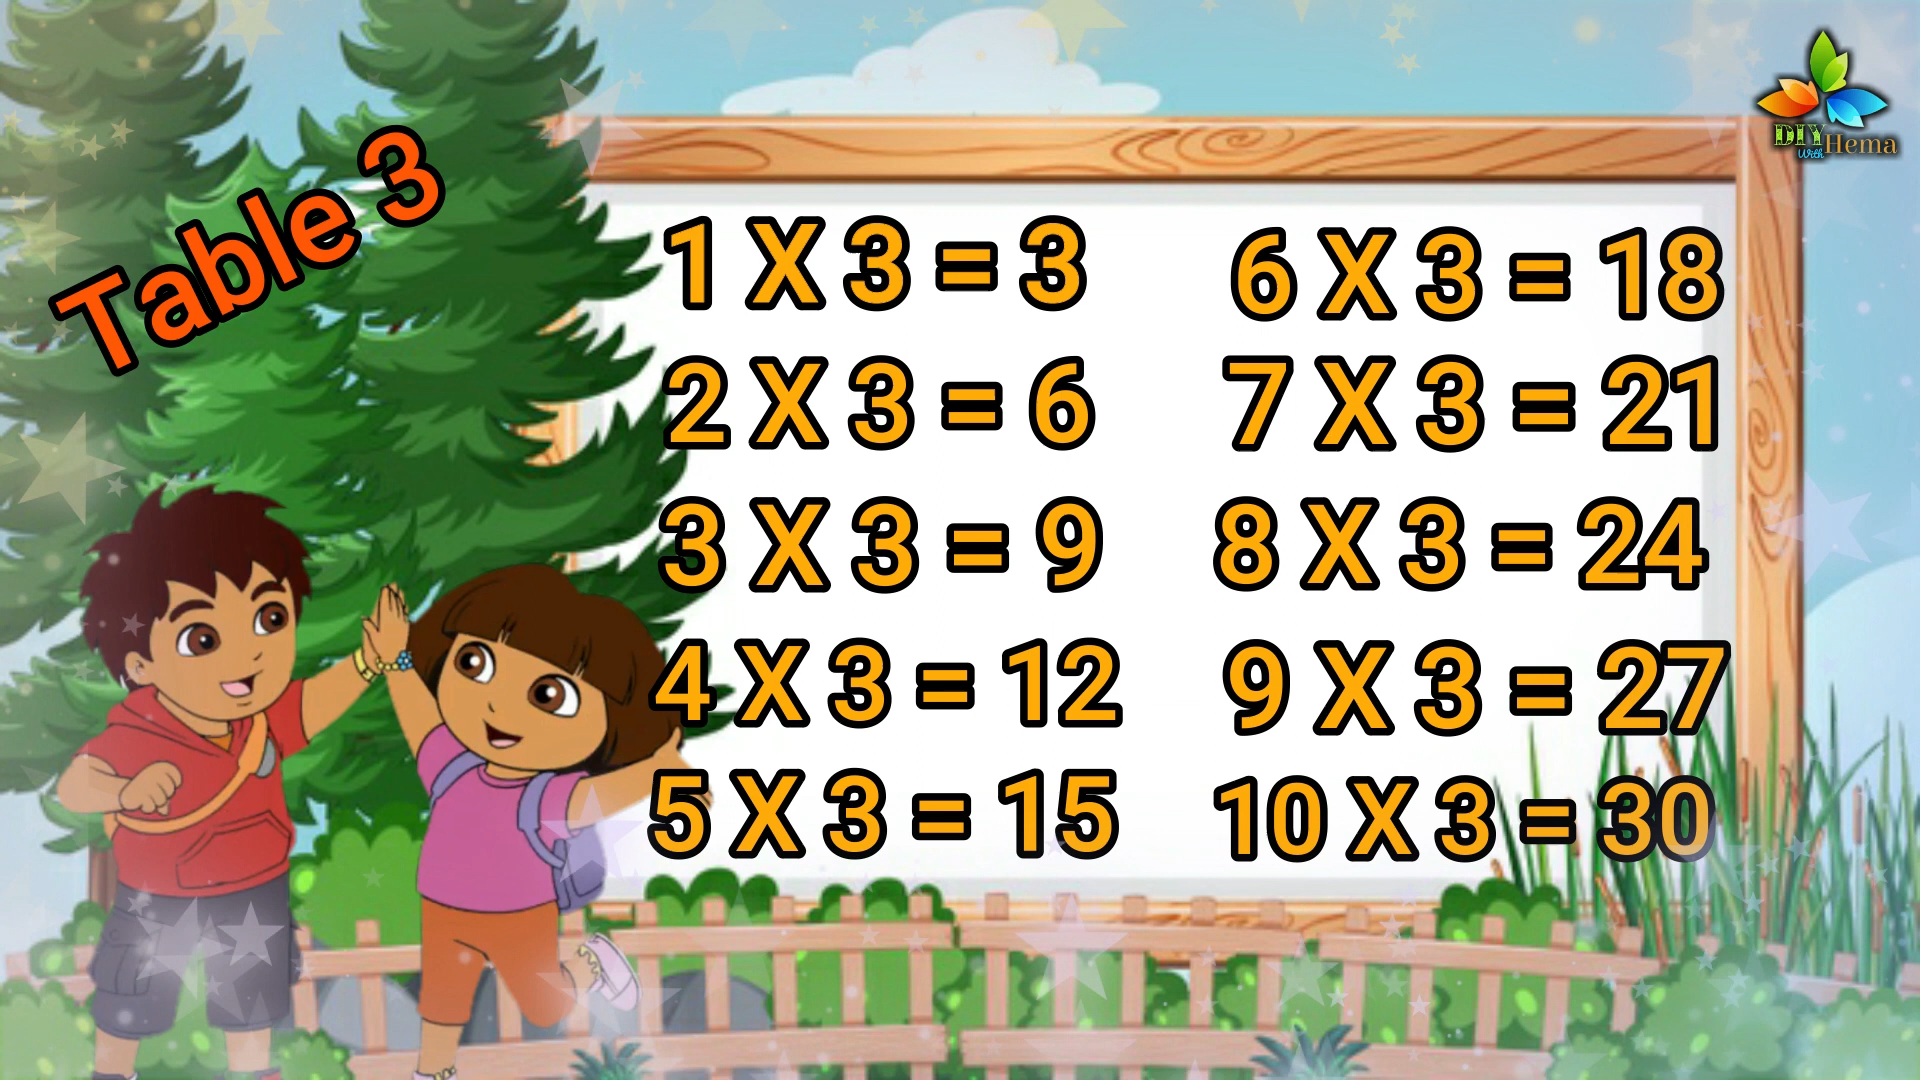 Table 3
1 X 3 = 3
2 X 3 = 6
3 X 3 = 9
4 X 3 = 12
5 X 3 = 15
6 X 3 = 18
7 X 3 = 21
8 X 3 = 24
9 X 3 = 27
10 X 3 = 30
DIY With Hema